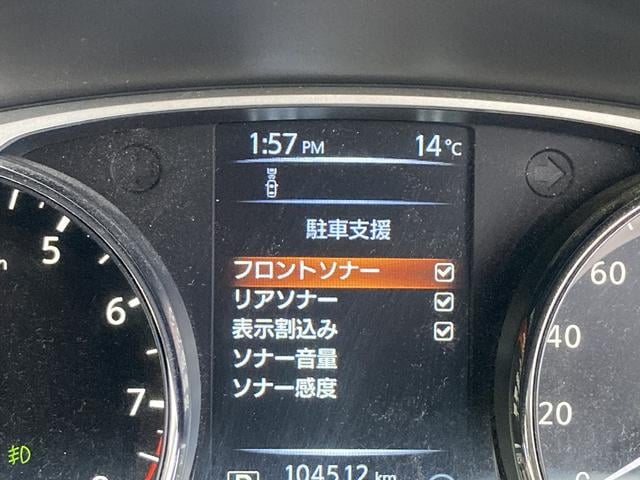 1:57 PM 14°C
駐車支援
フロントソナー
リアソナー
表示割込み
ソナー音量
ソナー感度
P 104512 km
5
6
7
60
40
20
0